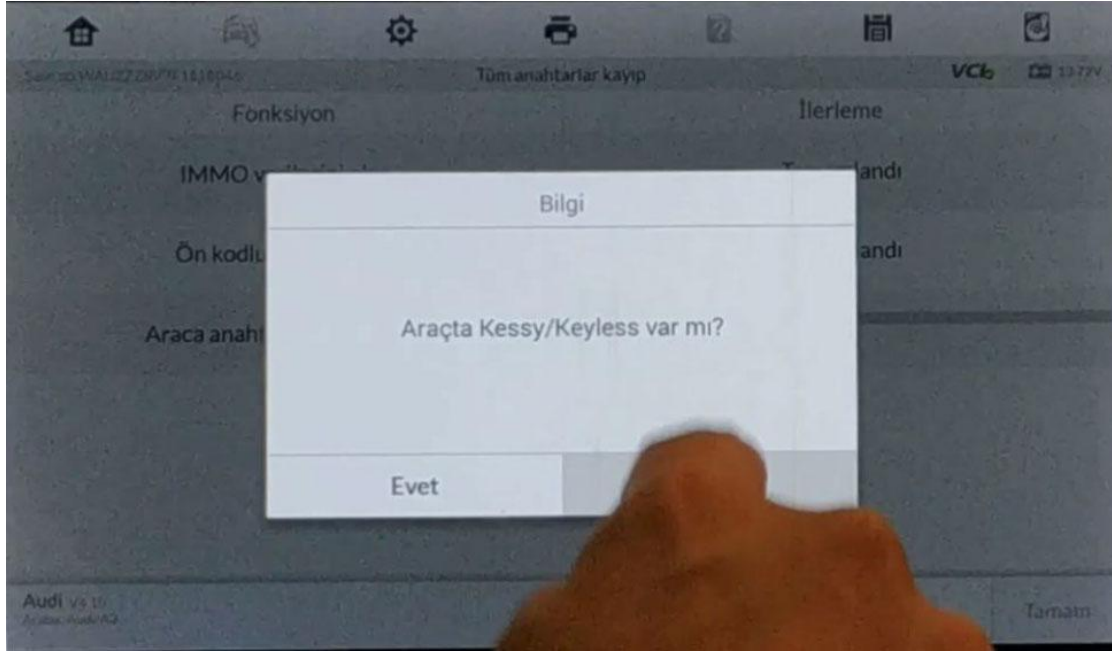 Tüm anahtarlar kayıp
VCI
Fonksiyon
İlerleme
IMMO
Ön kodlu
Araca anaht
Bilgi
Araçta Kessy/Keyless var mı?
Evet
Audi
Tamam